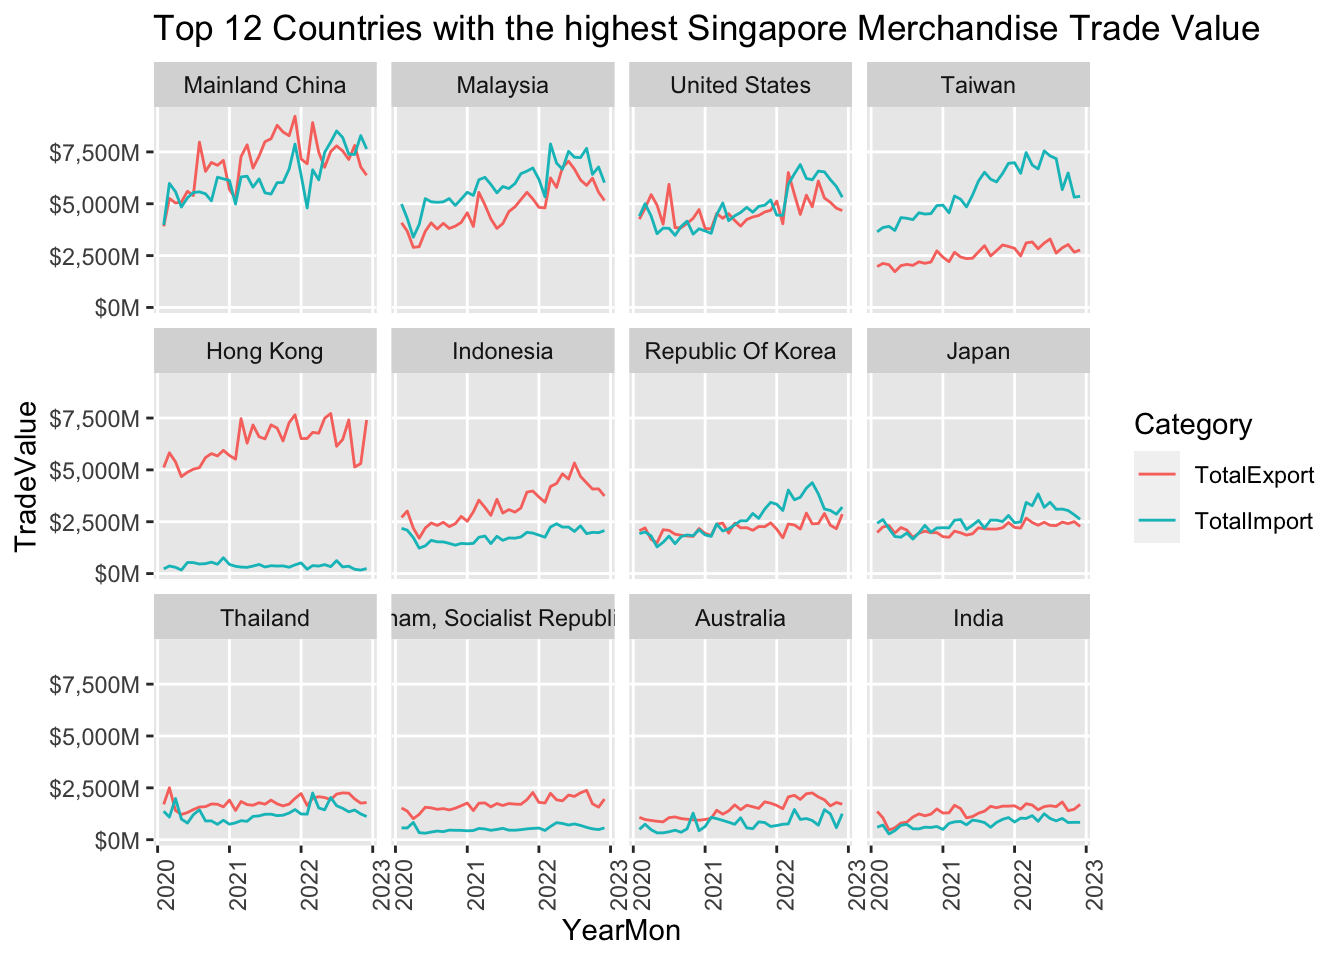 Top 12 Countries with the highest Singapore Merchandise Trade Value
Mainland China
Malaysia
United States
Taiwan
$7,500M
$5,000M
$2,500M
$0M
Hong Kong
Indonesia
Republic Of Korea
Japan
$7,500M
$5,000M
$2,500M
$0M
Thailand
nam, Socialist Republi
Australia
India
$7,500M
$5,000M
$2,500M
$0M
2020 2021 2022 2023
2020 2021 2022 2023
2020 2021 2022 2023
2020 2021 2022 2023
YearMon
TradeValue
Category
TotalExport
TotalImport